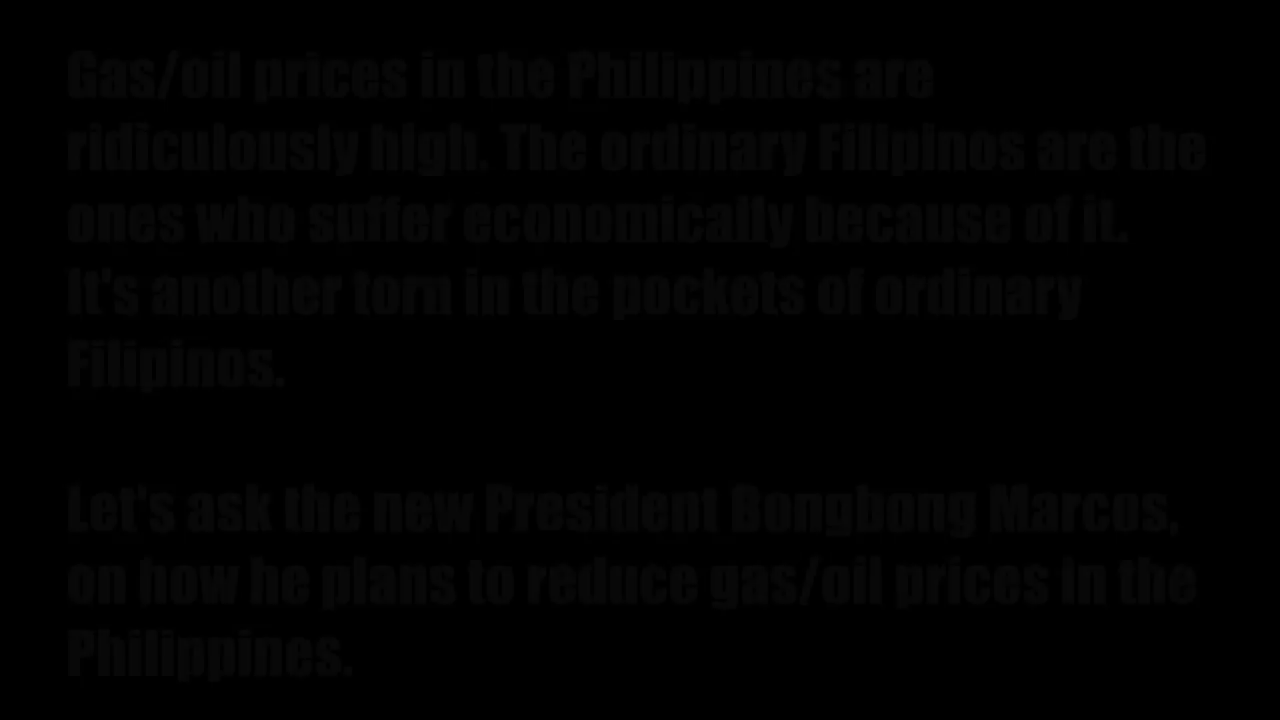 Gas/oil prices in the Philippines are
ridiculously high. The ordinary Filipinos are the
ones who suffer economically because of it.
It's another torn in the pockets of ordinary
Filipinos.
Let's ask the new President Bongbong Marcos,
on how he plans to reduce gas/oil prices in the
Philippines.